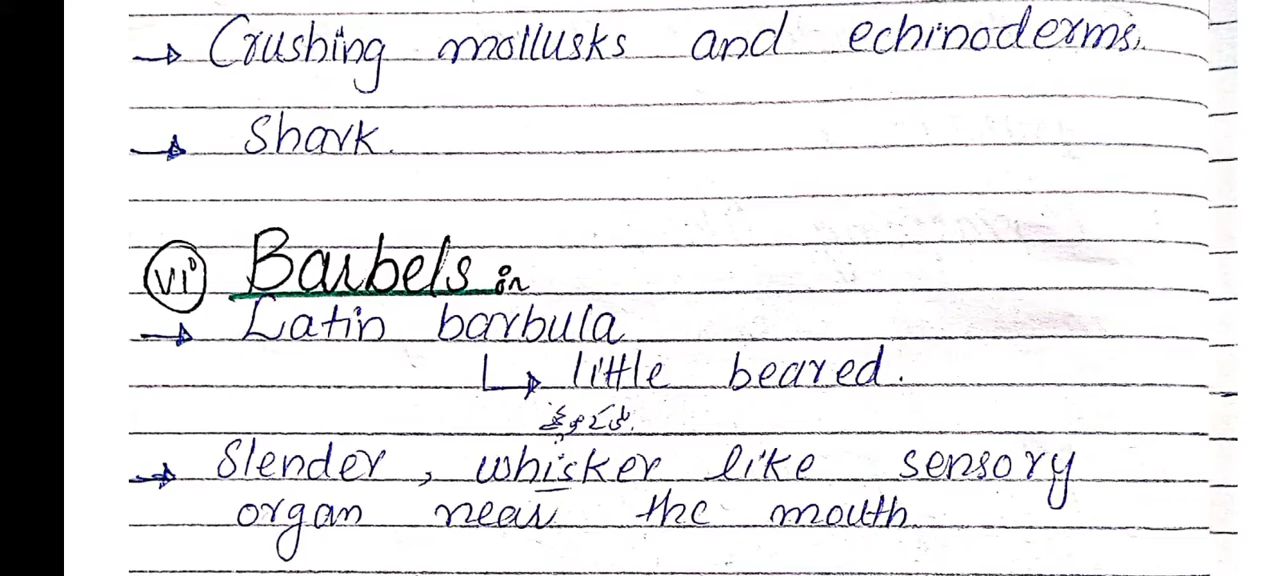 → Crushing mollusks and echinoderms.
→ Shark.
(vi) Barbels :~
→ Latin barbula
↳ little beared.
→ Slender, whisker like sensory
organ near the mouth